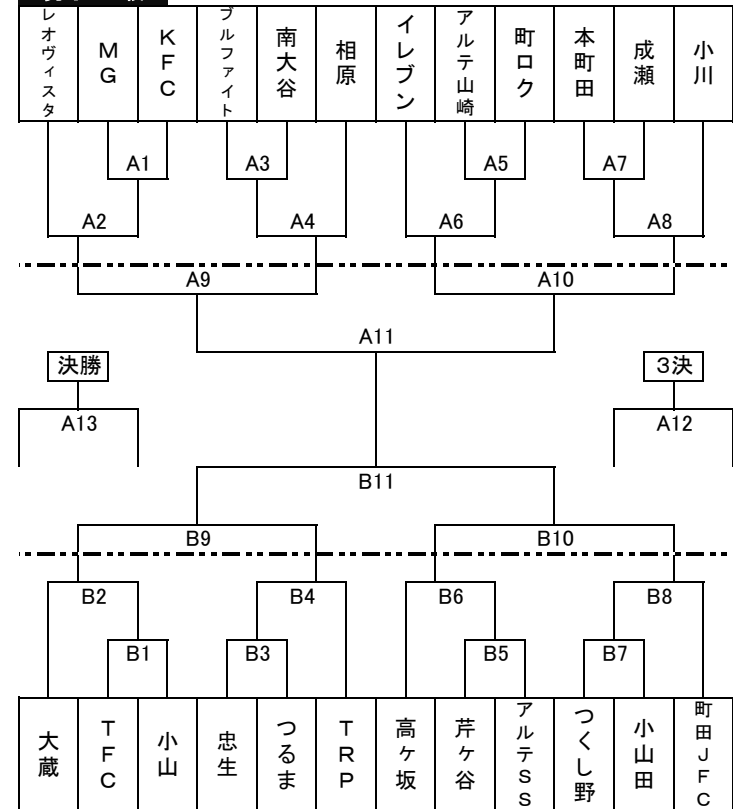 レオヴィスタ
MG
KFC
ブルファイト
南大谷
相原
イレブン
アルテ山崎
町ロク
本町田
成瀬
小川
A1
A3
A5
A7
A2
A4
A6
A8
A9
A10
A11
決勝
3決
A13
A12
B11
B9
B10
B2
B4
B6
B8
B1
B3
B5
B7
大蔵
TFC
小山
忠生
つるま
TRP
高ヶ坂
芹ヶ谷
アルテSS
つくし野
小山田
町田JFC